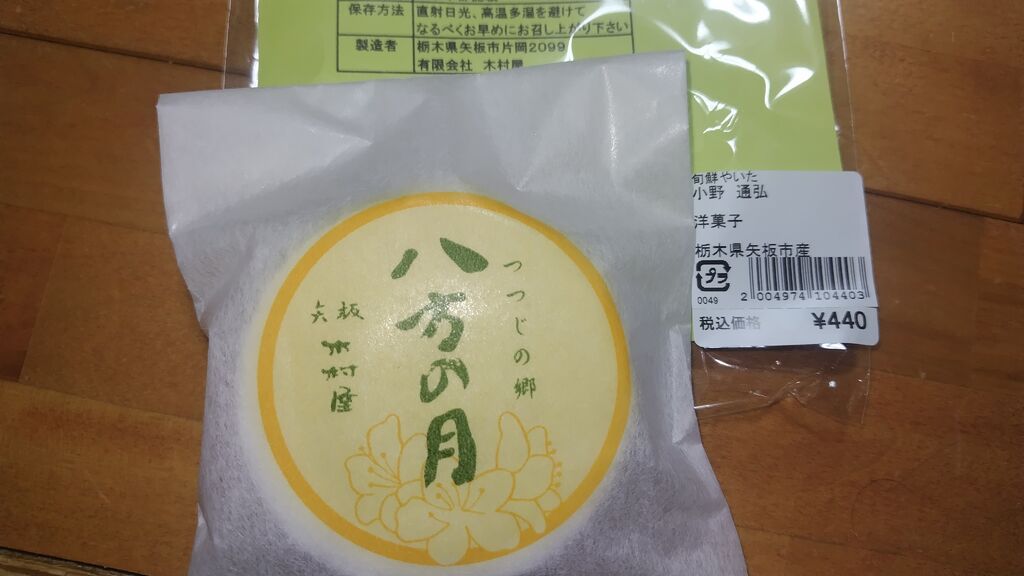 保存方法 直射日光、高温多湿を避けて
なるべくお早めにお召し上がり下さい
製造者 栃木県矢板市片岡2099
有限会社 木村屋
旬鮮やいた
小野 通弘
洋菓子
栃木県矢板市産
プラ
0049
2 004974 104403
税込価格 ¥440
つつじの郷
八方の月
矢板
木村屋